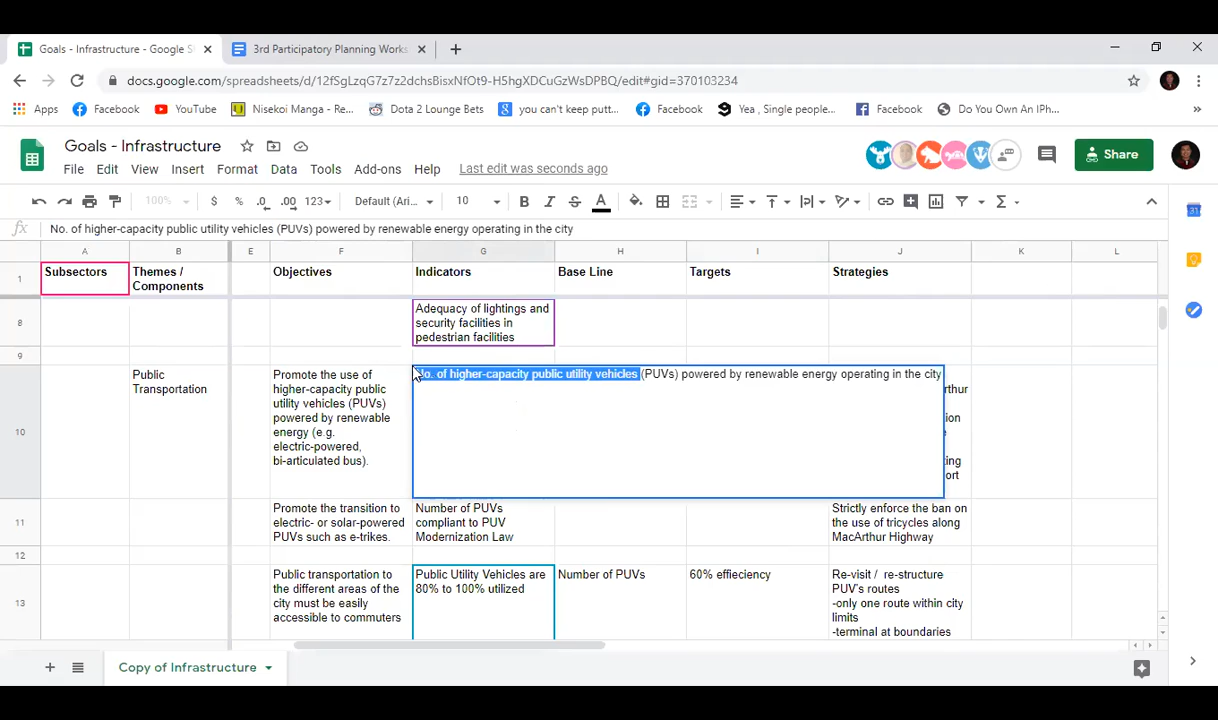 Goals - Infrastructure - Google S
3rd Participatory Planning Works
docs.google.com/spreadsheets/d/12fSgLzqG7z7z2dchsBisxNfOt9-H5hgXDCuGzWsDPBQ/edit#gid=370103234
Apps
Facebook
YouTube
Nisekoi Manga - Re...
Dota 2 Lounge Bets
you can't keep putt...
Facebook
Yea , Single people...
Facebook
Do You Own An IPh...
»
Goals - Infrastructure
Share
File Edit View Insert Format Data Tools Add-ons Help Last edit was seconds ago
100% $ % .0 .00 123 Default (Ari... 10 B I S A
fx No. of higher-capacity public utility vehicles (PUVs) powered by renewable energy operating in the city
A B E F G H I J K L
1
Subsectors
Themes /
Components
Objectives
Indicators
Base Line
Targets
Strategies
8
Adequacy of lightings and
security facilities in
pedestrian facilities
9
10
Public
Transportation
Promote the use of
higher-capacity public
utility vehicles (PUVs)
powered by renewable
energy (e.g.
electric-powered,
bi-articulated bus).
No. of higher-capacity public utility vehicles (PUVs) powered by renewable energy operating in the city
rthur
ion
e
ting
ort
11
Promote the transition to
electric- or solar-powered
PUVs such as e-trikes.
Number of PUVs
compliant to PUV
Modernization Law
Strictly enforce the ban on
the use of tricycles along
MacArthur Highway
12
13
Public transportation to
the different areas of the
city must be easily
accessible to commuters
Public Utility Vehicles are
80% to 100% utilized
Number of PUVs
60% effieciency
Re-visit / re-structure
PUV's routes
-only one route within city
limits
-terminal at boundaries
Copy of Infrastructure
31